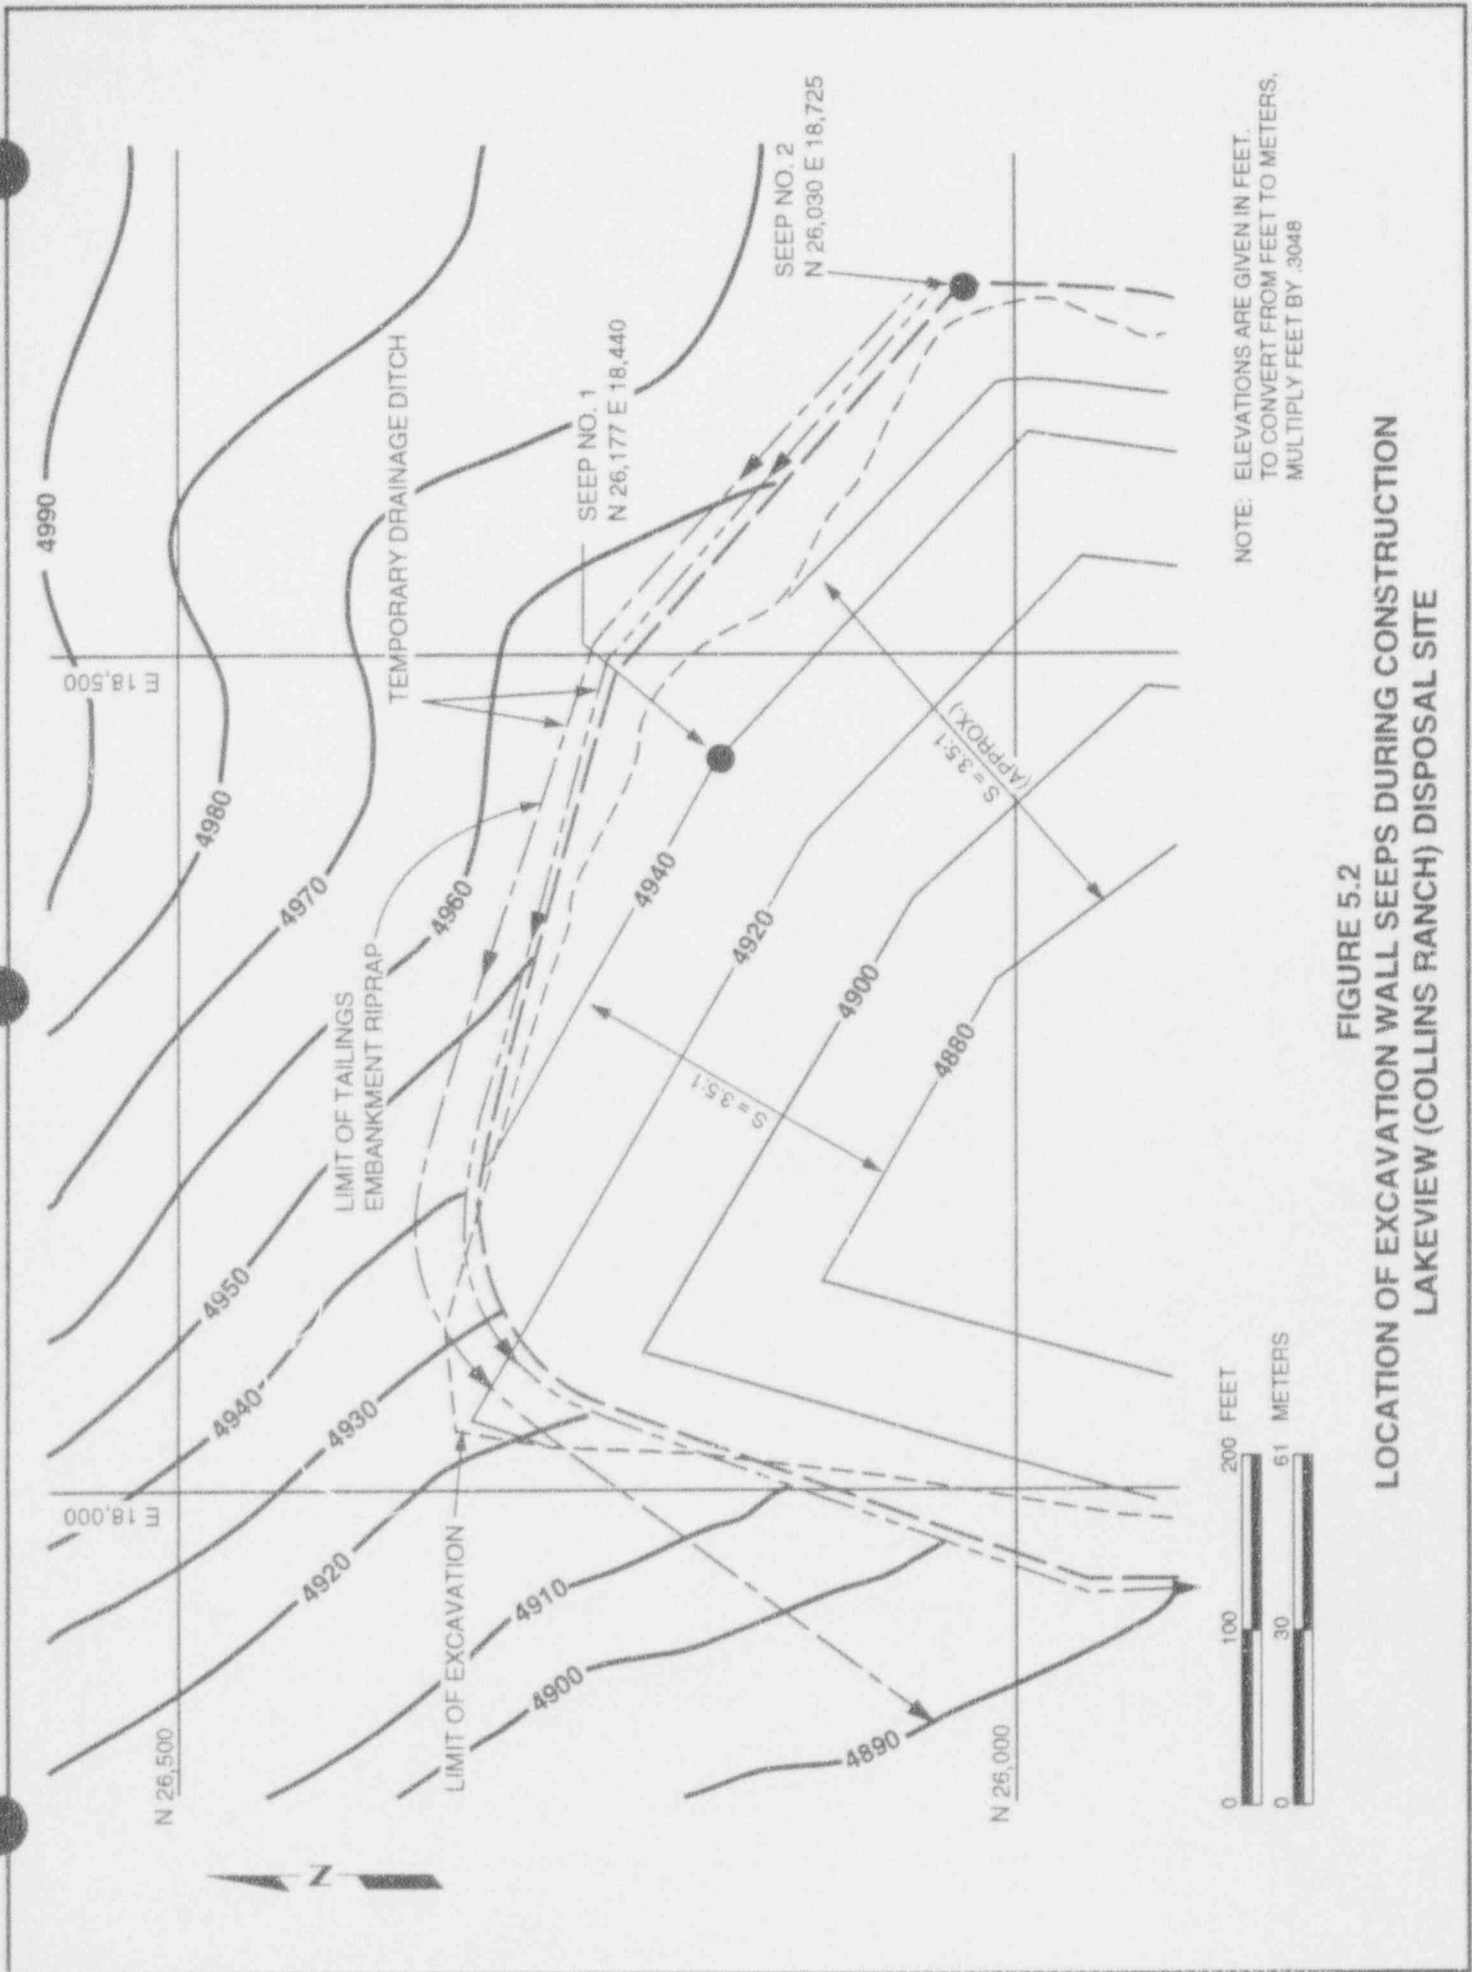 4990
E 18,500
E 18,000
N 26,500
4980
4970
4960
4950
4940
4930
4920
4910
4900
4890
TEMPORARY DRAINAGE DITCH
LIMIT OF TAILINGS
EMBANKMENT RIPRAP
LIMIT OF EXCAVATION
SEEP NO. 1
N 26,177 E 18,440
SEEP NO. 2
N 26,030 E 18,725
4940
4920
4900
4880
S = 3.5:1
S = 3.5:1
(APPROX.)
N 26,000
N
0 100 200 FEET
0 30 61 METERS
NOTE: ELEVATIONS ARE GIVEN IN FEET.
TO CONVERT FROM FEET TO METERS,
MULTIPLY FEET BY .3048
FIGURE 5.2
LOCATION OF EXCAVATION WALL SEEPS DURING CONSTRUCTION
LAKEVIEW (COLLINS RANCH) DISPOSAL SITE